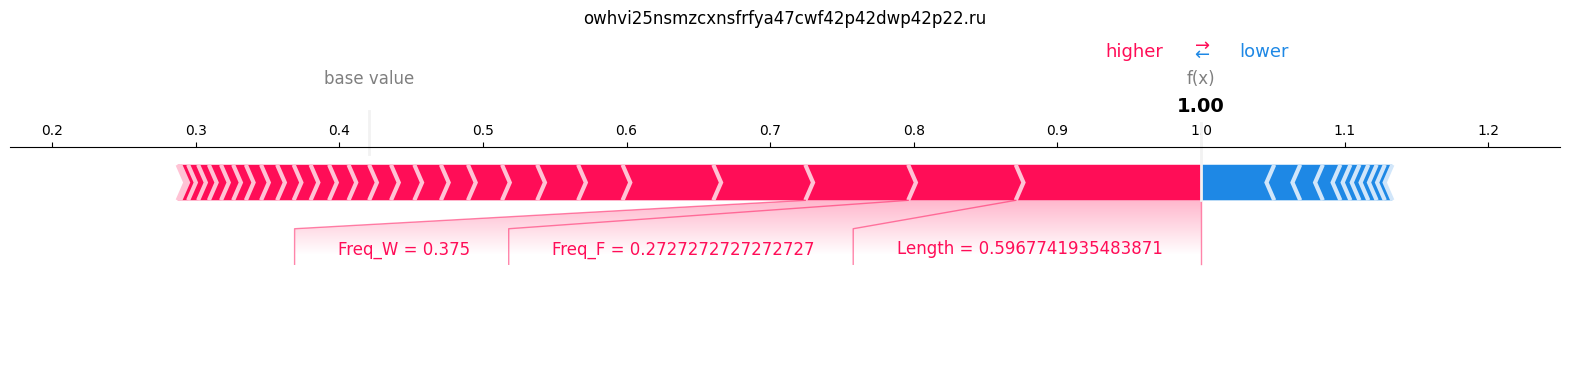 owhvi25nsmzcxnsfrfya47cwf42p42dwp42p22.ru
higher ⇄ lower
base value f(x)
1.00
0.2 0.3 0.4 0.5 0.6 0.7 0.8 0.9 1.0 1.1 1.2
Freq_W = 0.375 Freq_F = 0.2727272727272727 Length = 0.5967741935483871